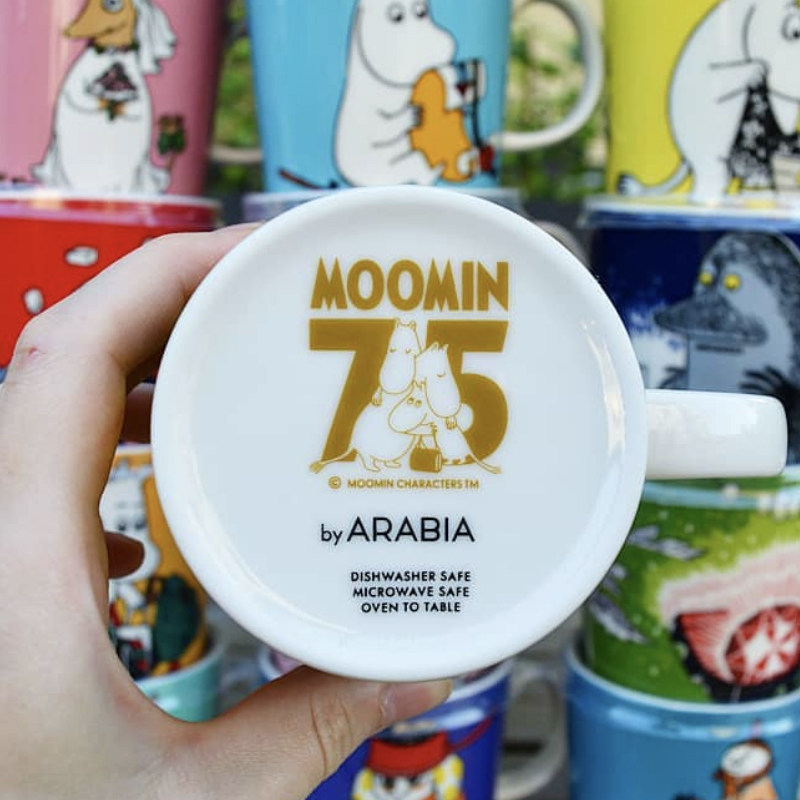 MOOMIN
75
© MOOMIN CHARACTERS TM
by ARABIA
DISHWASHER SAFE
MICROWAVE SAFE
OVEN TO TABLE